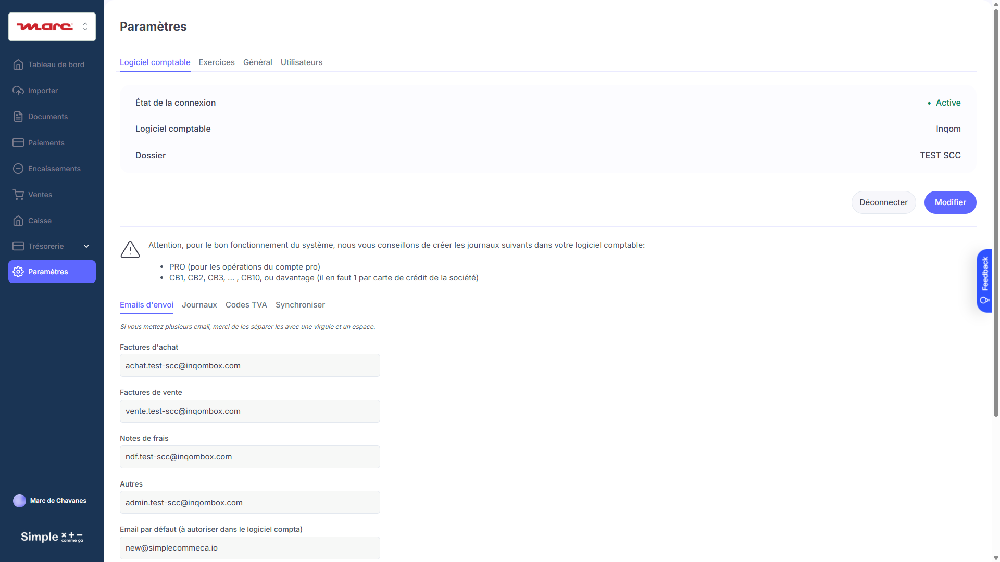 marc
Tableau de bord
Importer
Documents
Paiements
Encaissements
Ventes
Caisse
Trésorerie
Paramètres
Marc de Chavanes
Simple comme ça
Paramètres
Logiciel comptable Exercices Général Utilisateurs
État de la connexion • Active
Logiciel comptable Inqom
Dossier TEST SCC
Déconnecter Modifier
Attention, pour le bon fonctionnement du système, nous vous conseillons de créer les journaux suivants dans votre logiciel comptable:
• PRO (pour les opérations du compte pro)
• CB1, CB2, CB3, ... , CB10, ou davantage (il en faut 1 par carte de crédit de la société)
Emails d'envoi Journaux Codes TVA Synchroniser
Si vous mettez plusieurs email, merci de les séparer les avec une virgule et un espace.
Factures d'achat
achat.test-scc@inqombox.com
Factures de vente
vente.test-scc@inqombox.com
Notes de frais
ndf.test-scc@inqombox.com
Autres
admin.test-scc@inqombox.com
Email par défaut (à autoriser dans le logiciel compta)
new@simplecommeca.io
Feedback